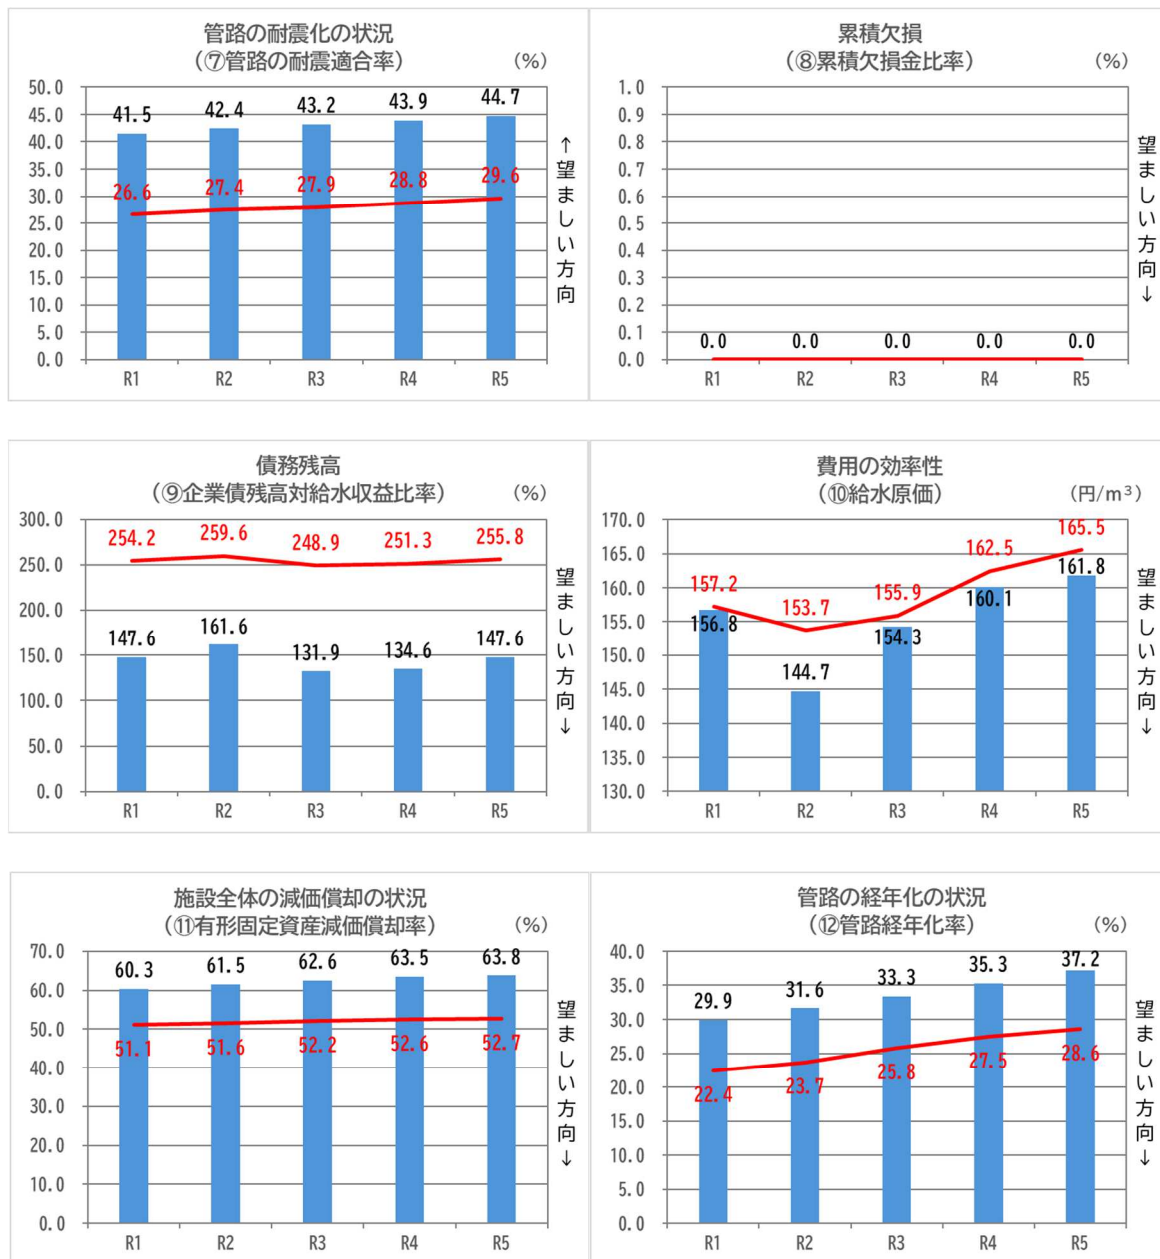 管路の耐震化の状況
（⑦管路の耐震適合率）
(%)
50.0
45.0
40.0
35.0
30.0
25.0
20.0
15.0
10.0
5.0
0.0
41.5 42.4 43.2 43.9 44.7
26.6 27.4 27.9 28.8 29.6
R1 R2 R3 R4 R5
↑望ましい方向
累積欠損
（⑧累積欠損金比率）
(%)
1.0
0.9
0.8
0.7
0.6
0.5
0.4
0.3
0.2
0.1
0.0
0.0 0.0 0.0 0.0 0.0
R1 R2 R3 R4 R5
望ましい方向↓
債務残高
（⑨企業債残高対給水収益比率）
(%)
300.0
250.0
200.0
150.0
100.0
50.0
0.0
254.2 259.6 248.9 251.3 255.8
147.6 161.6 131.9 134.6 147.6
R1 R2 R3 R4 R5
望ましい方向↓
費用の効率性
（⑩給水原価）
(円/m³)
170.0
165.0
160.0
155.0
150.0
145.0
140.0
135.0
130.0
157.2 153.7 155.9 162.5 165.5
156.8 144.7 154.3 160.1 161.8
R1 R2 R3 R4 R5
望ましい方向↓
施設全体の減価償却の状況
（⑪有形固定資産減価償却率）
(%)
70.0
60.0
50.0
40.0
30.0
20.0
10.0
0.0
60.3 61.5 62.6 63.5 63.8
51.1 51.6 52.2 52.6 52.7
R1 R2 R3 R4 R5
望ましい方向↓
管路の経年化の状況
（⑫管路経年化率）
(%)
40.0
35.0
30.0
25.0
20.0
15.0
10.0
5.0
0.0
29.9 31.6 33.3 35.3 37.2
22.4 23.7 25.8 27.5 28.6
R1 R2 R3 R4 R5
望ましい方向↓